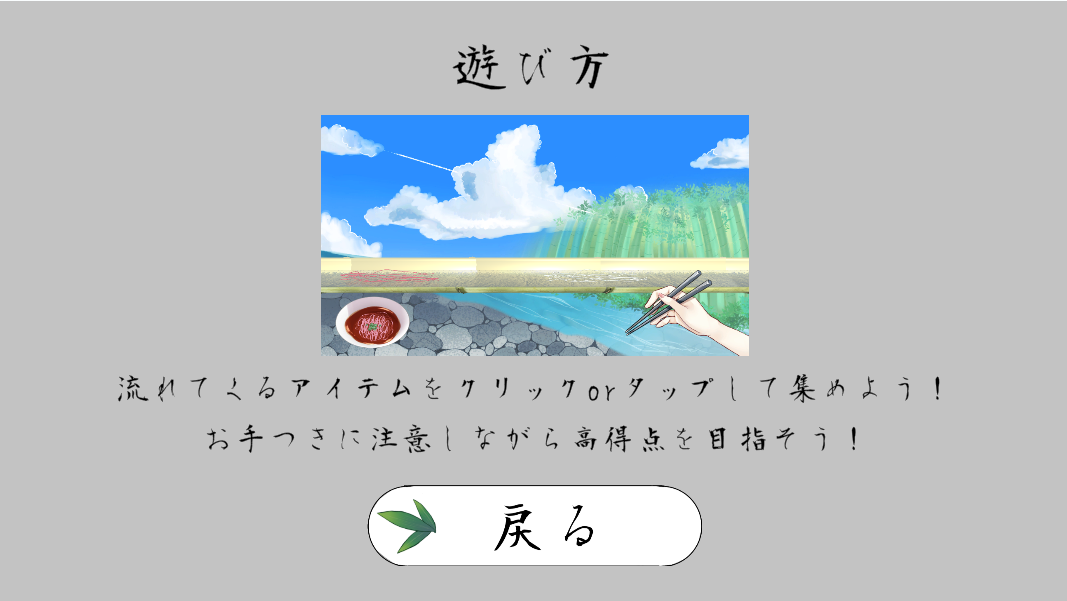 遊び方
流れてくるアイテムをクリックorタップして集めよう！
お手つきに注意しながら高得点を目指そう！
戻る